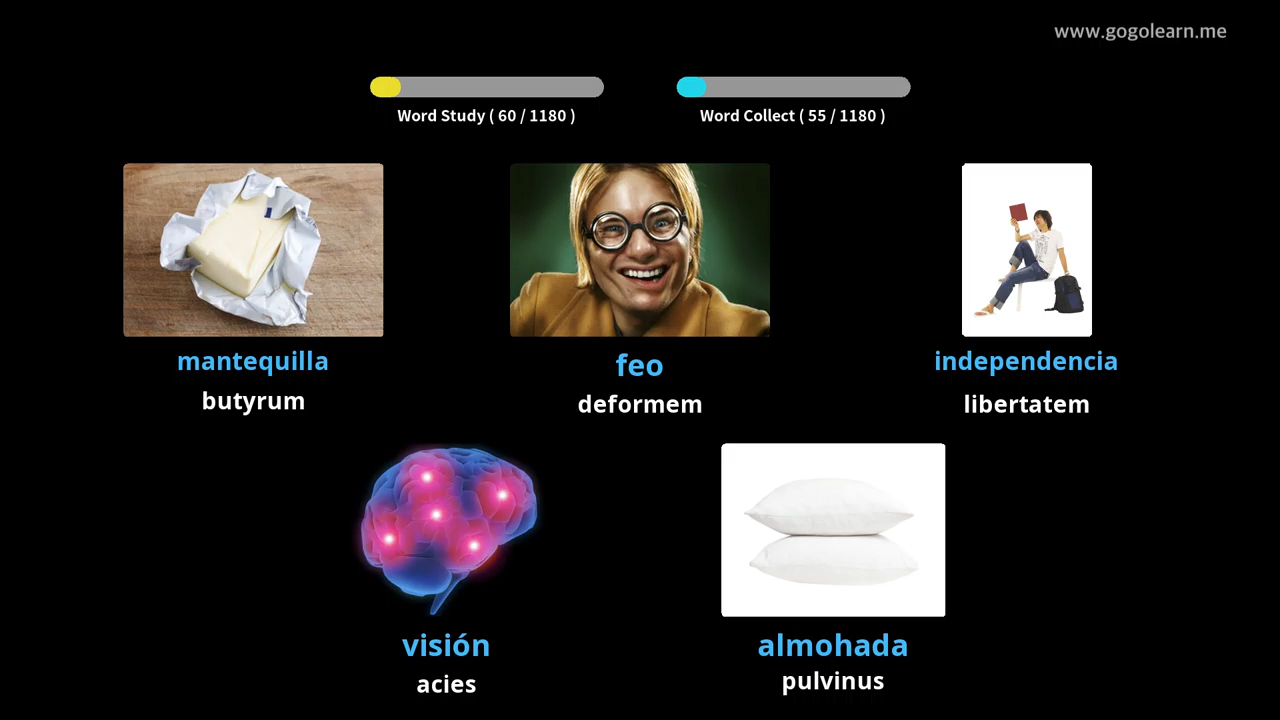 www.gogolearn.me
Word Study ( 60 / 1180 )
Word Collect ( 55 / 1180 )
mantequilla
butyrum
feo
deformem
independencia
libertatem
visión
acies
almohada
pulvinus